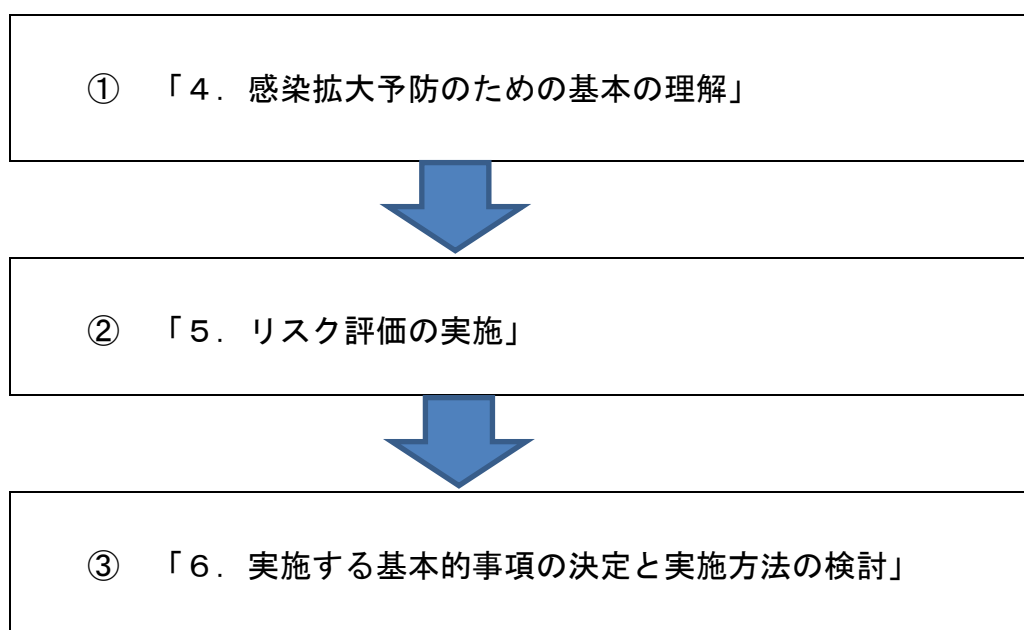 ① 「４．感染拡大予防のための基本の理解」
② 「５．リスク評価の実施」
③ 「６．実施する基本的事項の決定と実施方法の検討」